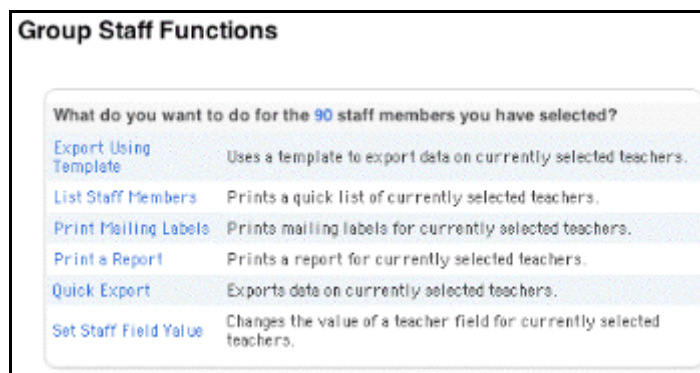 Group Staff Functions
What do you want to do for the 90 staff members you have selected?
Export Using
Template
Uses a template to export data on currently selected teachers.
List Staff Members Prints a quick list of currently selected teachers.
Print Mailing Labels Prints mailing labels for currently selected teachers.
Print a Report Prints a report for currently selected teachers.
Quick Export Exports data on currently selected teachers.
Set Staff Field Value
Changes the value of a teacher field for currently selected
teachers.